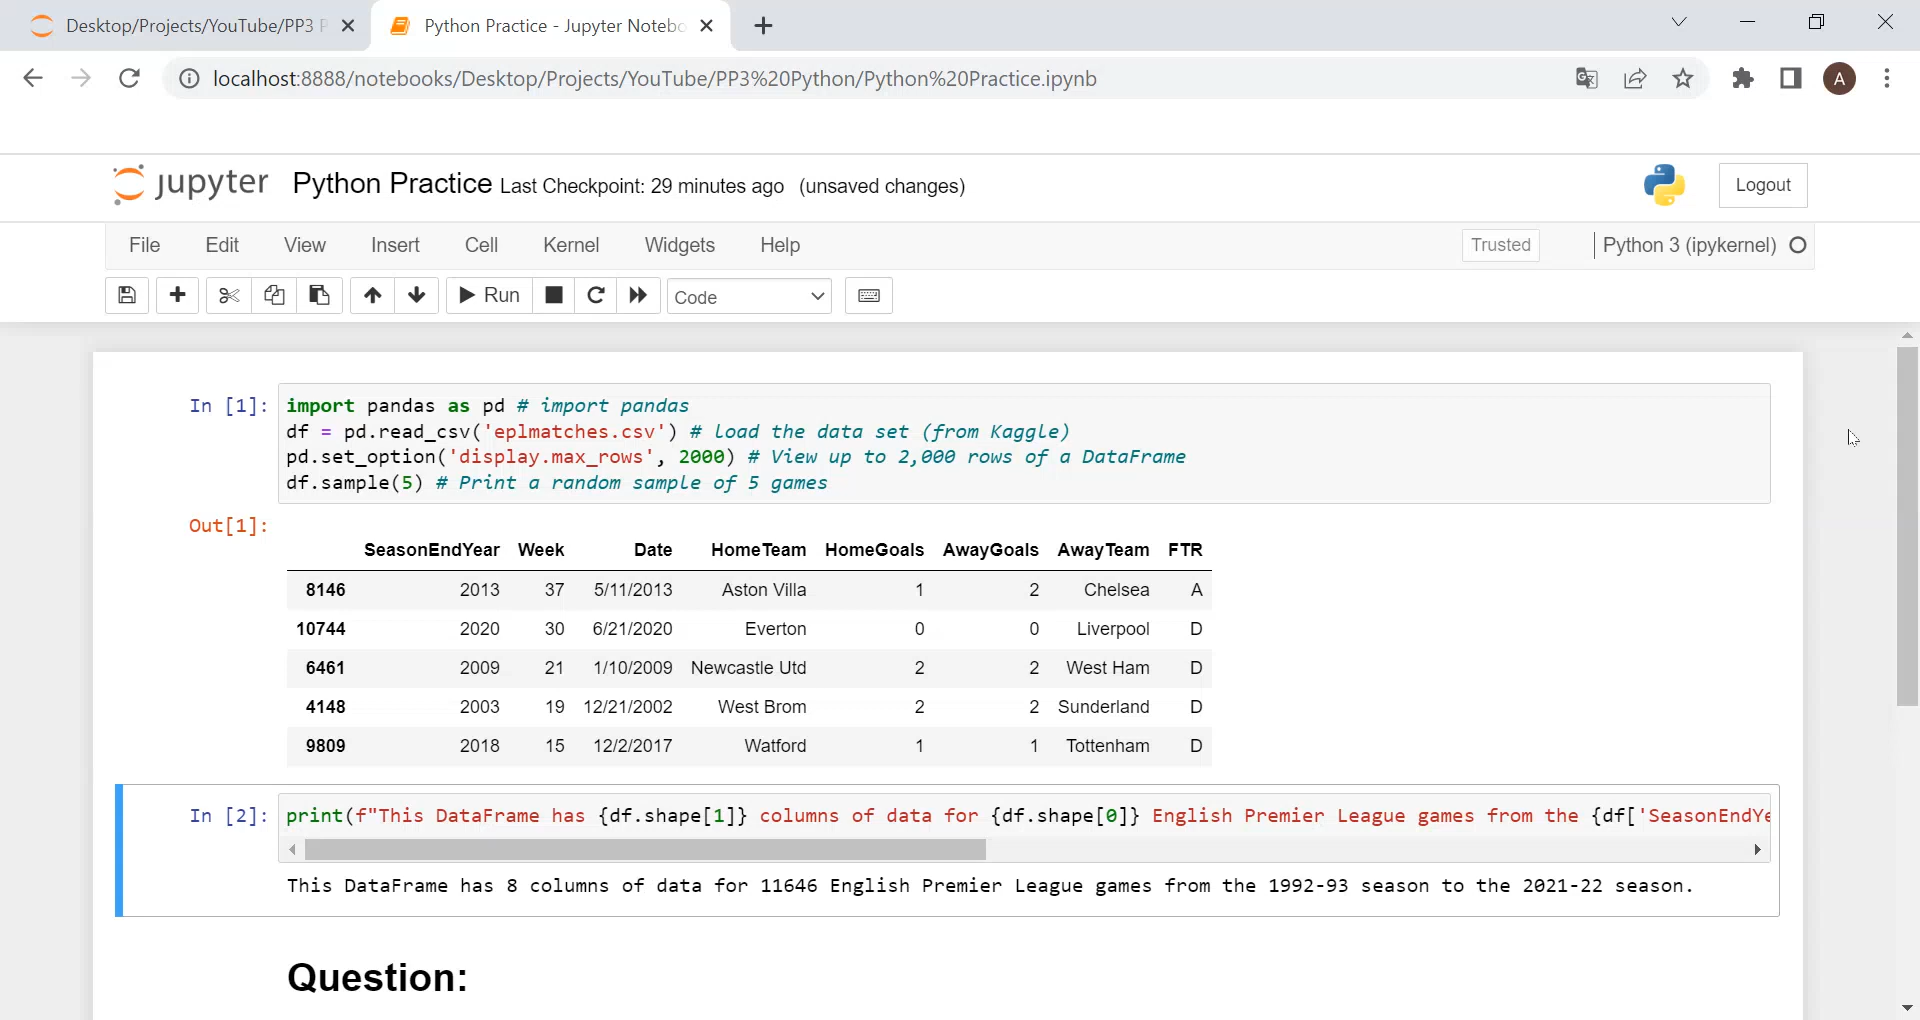 Desktop/Projects/YouTube/PP3 P
Python Practice - Jupyter Notebo
localhost:8888/notebooks/Desktop/Projects/YouTube/PP3%20Python/Python%20Practice.ipynb
A
jupyter Python Practice Last Checkpoint: 29 minutes ago (unsaved changes)
Logout
File Edit View Insert Cell Kernel Widgets Help
Trusted
Python 3 (ipykernel)
Run
Code
In [1]: import pandas as pd # import pandas
df = pd.read_csv('eplmatches.csv') # Load the data set (from Kaggle)
pd.set_option('display.max_rows', 2000) # View up to 2,000 rows of a DataFrame
df.sample(5) # Print a random sample of 5 games
Out[1]:
SeasonEndYear Week Date HomeTeam HomeGoals AwayGoals AwayTeam FTR
8146 2013 37 5/11/2013 Aston Villa 1 2 Chelsea A
10744 2020 30 6/21/2020 Everton 0 0 Liverpool D
6461 2009 21 1/10/2009 Newcastle Utd 2 2 West Ham D
4148 2003 19 12/21/2002 West Brom 2 2 Sunderland D
9809 2018 15 12/2/2017 Watford 1 1 Tottenham D
In [2]: print(f"This DataFrame has {df.shape[1]} columns of data for {df.shape[0]} English Premier League games from the {df['SeasonEndYe
This DataFrame has 8 columns of data for 11646 English Premier League games from the 1992-93 season to the 2021-22 season.
Question: